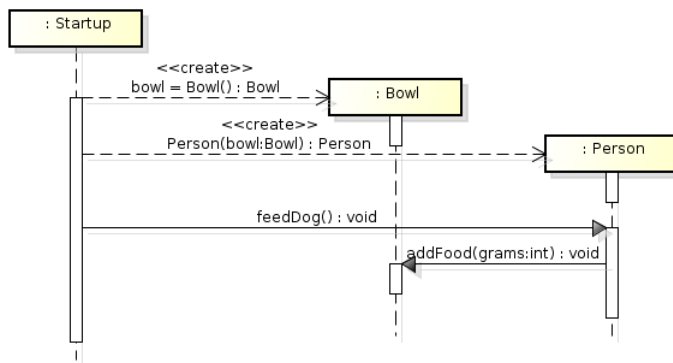 : Startup
<<create>>
bowl = Bowl() : Bowl
: Bowl
<<create>>
Person(bowl:Bowl) : Person
: Person
feedDog() : void
addFood(grams:int) : void